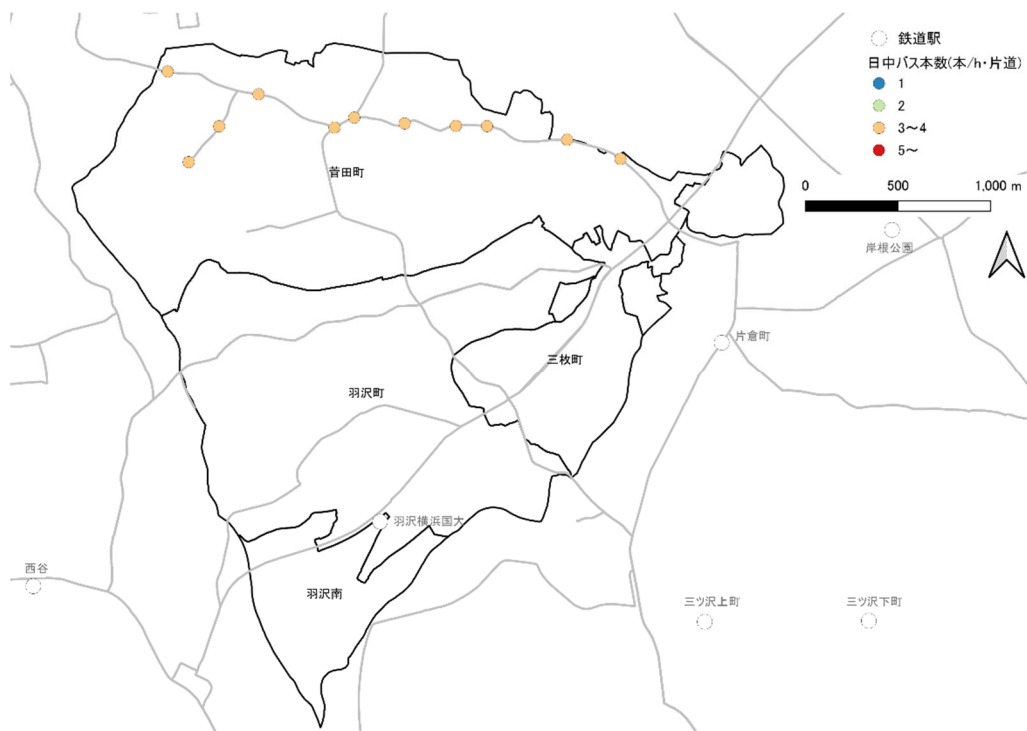 鉄道駅
日中バス本数(本/h・片道)
1
2
3～4
5～
0 500 1,000 m
菅田町
岸根公園
片倉町
三枚町
羽沢町
羽沢横浜国大
西谷
羽沢南
三ツ沢上町
三ツ沢下町